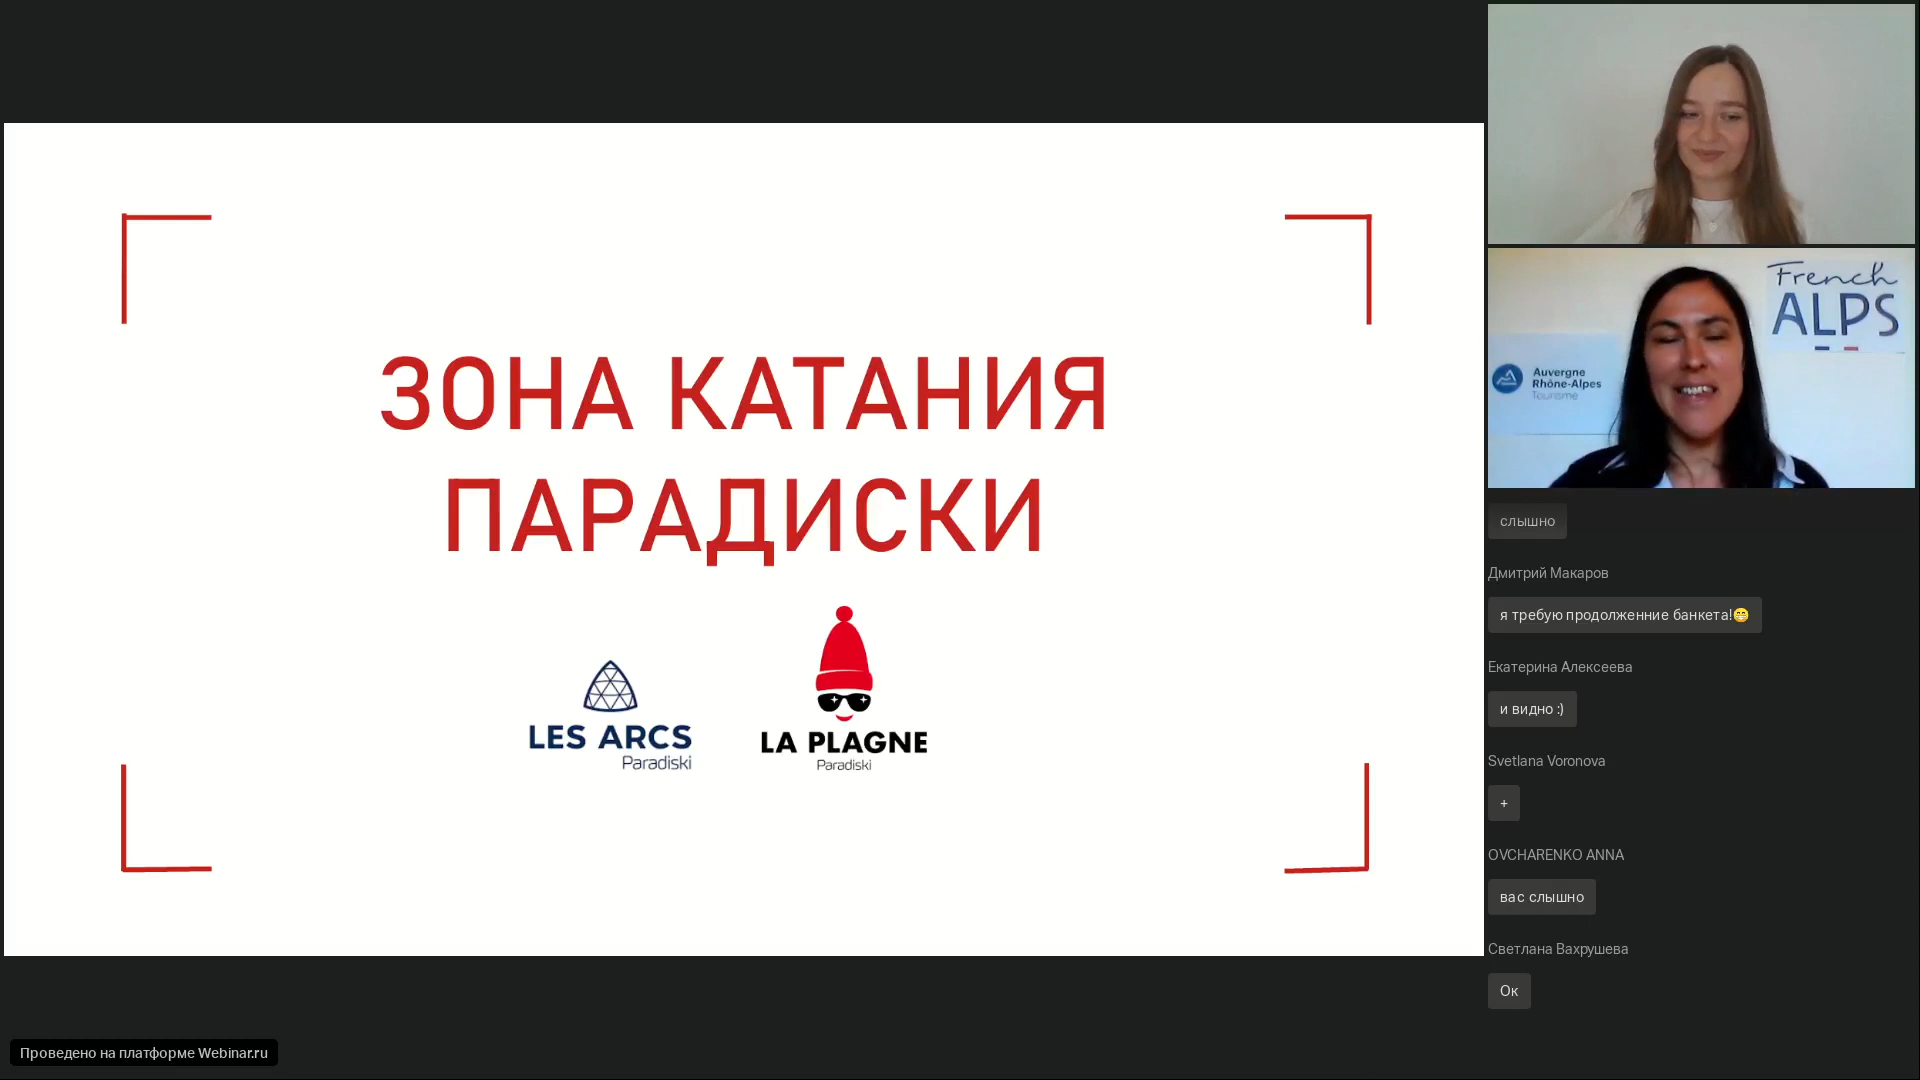 ЗОНА КАТАНИЯ
ПАРАДИСКИ
LES ARCS
Paradiski
LA PLAGNE
Paradiski
Проведено на платформе Webinar.ru
French
ALPS
Auvergne
Rhône-Alpes
Tourisme
слышно
Дмитрий Макаров
я требую продолженние банкета!😁
Екатерина Алексеева
и видно :)
Svetlana Voronova
+
OVCHARENKO ANNA
вас слышно
Светлана Вахрушева
Ок